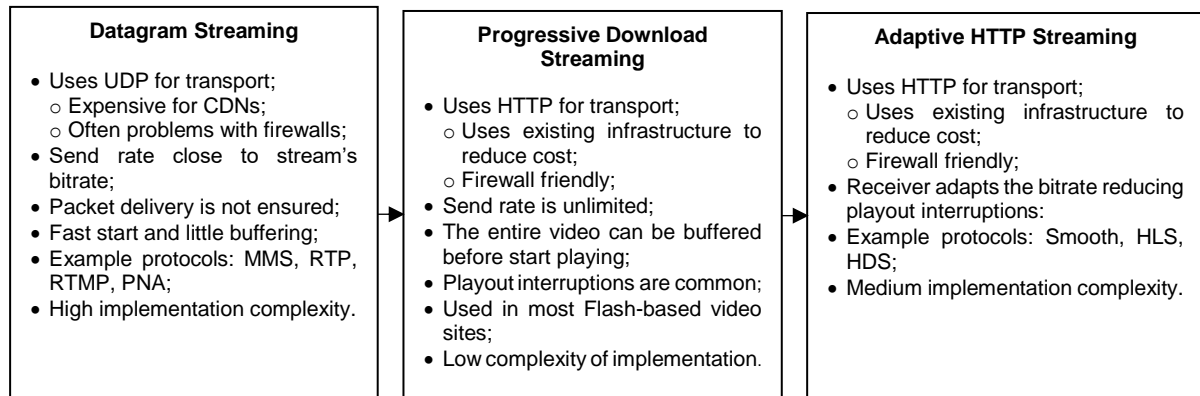 Datagram Streaming
• Uses UDP for transport;
o Expensive for CDNs;
o Often problems with firewalls;
• Send rate close to stream's
bitrate;
• Packet delivery is not ensured;
• Fast start and little buffering;
• Example protocols: MMS, RTP,
RTMP, PNA;
• High implementation complexity.
Progressive Download
Streaming
• Uses HTTP for transport;
o Uses existing infrastructure to
reduce cost;
o Firewall friendly;
• Send rate is unlimited;
• The entire video can be buffered
before start playing;
• Playout interruptions are common;
• Used in most Flash-based video
sites;
• Low complexity of implementation.
Adaptive HTTP Streaming
• Uses HTTP for transport;
o Uses existing infrastructure to
reduce cost;
o Firewall friendly;
• Receiver adapts the bitrate reducing
playout interruptions:
• Example protocols: Smooth, HLS,
HDS;
• Medium implementation complexity.